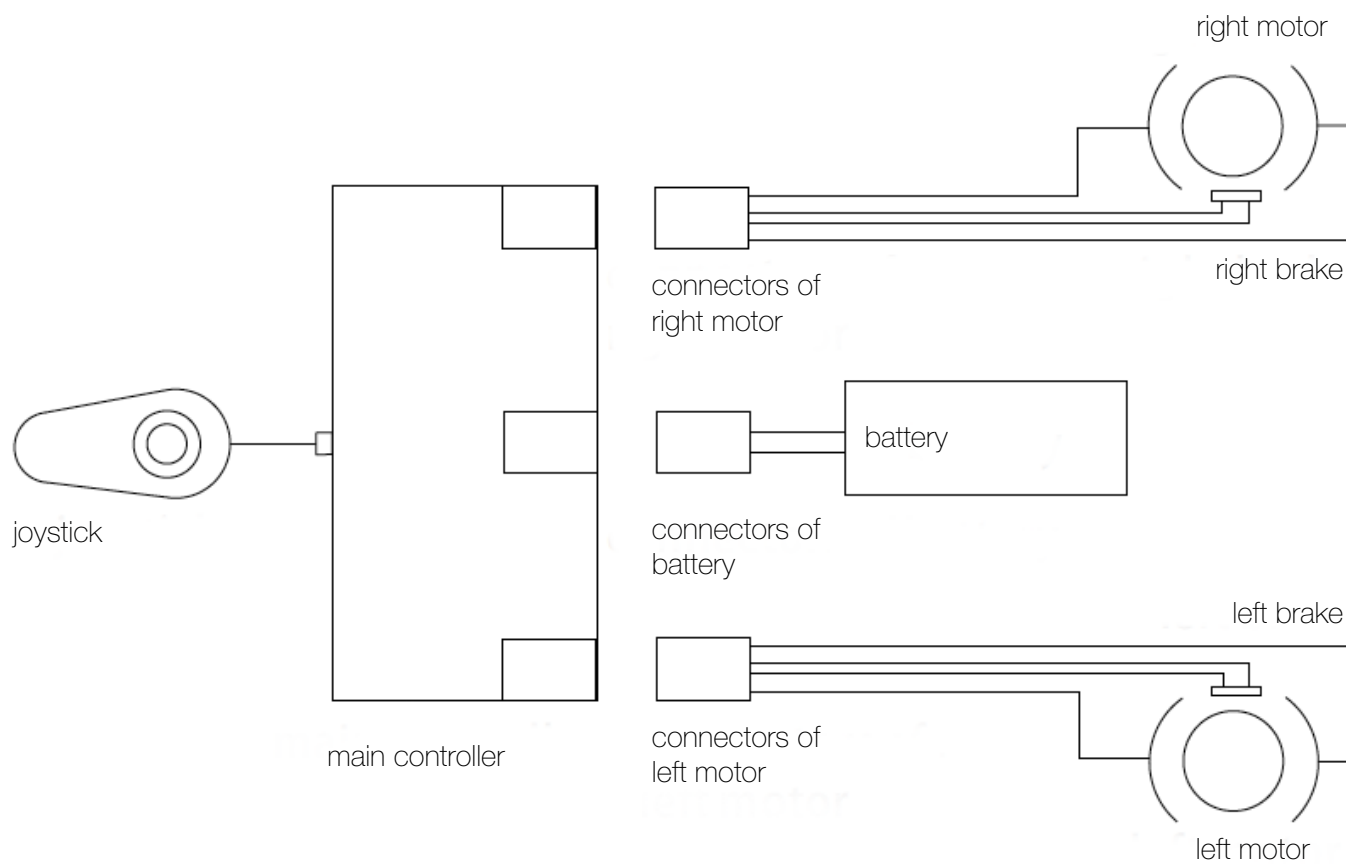 right motor
right brake
connectors of
right motor
battery
joystick
connectors of
battery
left brake
connectors of
left motor
main controller
left motor